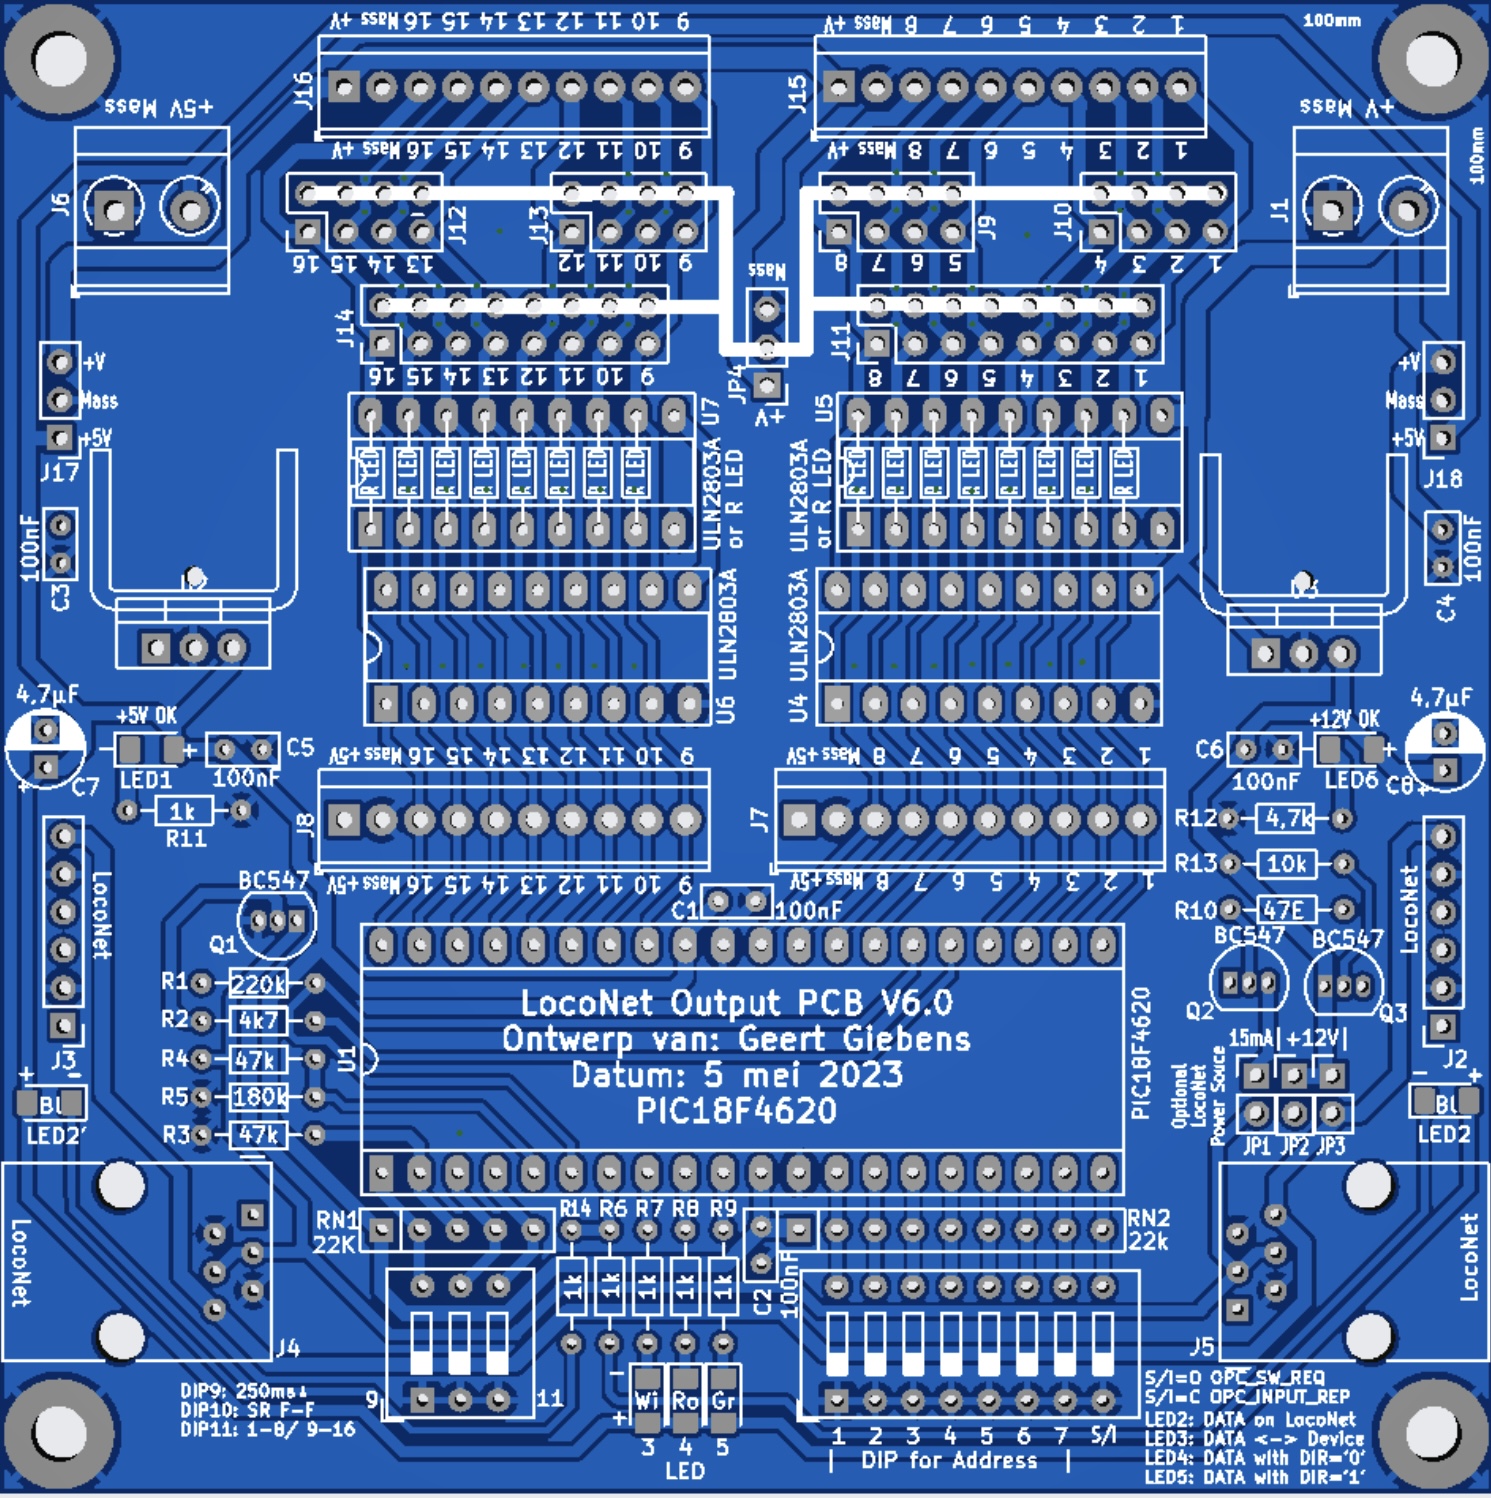 +V Mass 16 15 14 13 12 11 10 9
+V Mass 8 7 6 5 4 3 2 1
100mm
100mm
J16
J15
+5V Mass
Mass +V
+V Mass 16 15 14 13 12 11 10 9
+V Mass 8 7 6 5 4 3 2 1
J6
J12
J13
J9
J10
J1
16 15 14 13
12 11 10 9
8 7 6 5
4 3 2 1
Mass
J14
J11
JP4
+V
16 15 14 13 12 11 10 9
8 7 6 5 4 3 2 1
+V
Mass
+5V
J17
+V
Mass
+5V
J18
U7
ULN2803A
or R LED
R LED R LED R LED R LED R LED R LED R LED R LED
U5
ULN2803A
or R LED
R LED R LED R LED R LED R LED R LED R LED R LED
100nF
C3
C4
100nF
U6 ULN2803A
U4 ULN2803A
4,7µF
+
C7
+5V OK
- +
LED1
C5
100nF
1k
R11
+12V OK
C6
100nF
- +
LED6
4,7µF
C8+
+5V Mass 16 15 14 13 12 11 10 9
+5V Mass 8 7 6 5 4 3 2 1
J8
J7
+5V Mass 16 15 14 13 12 11 10 9
+5V Mass 8 7 6 5 4 3 2 1
R12 4,7k
R13 10k
R10 47E
C1 100nF
LocoNet
J3
BC547
Q1
R1 220k
R2 4k7
R4 47k
R5 180k
R3 47k
U1
LocoNet Output PCB V6.0
Ontwerp van: Geert Giebens
Datum: 5 mei 2023
PIC18F4620
PIC18F4620
BC547
Q2
BC547
Q3
LocoNet
J2
15mA|+12V|
Optional
LocoNet
Power Souce
JP1 JP2 JP3
+ -
LED2'
- +
LED2
LocoNet
J4
RN1
22K
R14 R6 R7 R8 R9
1k 1k 1k 1k 1k
C2
100nF
RN2
22k
LocoNet
J5
9 11
DIP9: 250ms
DIP10: SR F-F
DIP11: 1-8/ 9-16
-
Wi Ro Gr
+
3 4 5
LED
1 2 3 4 5 6 7 S/I
| DIP for Address |
S/I=O OPC_SW_REQ
S/I=C OPC_INPUT_REP
LED2: DATA on LocoNet
LED3: DATA <-> Device
LED4: DATA with DIR='0'
LED5: DATA with DIR='1'